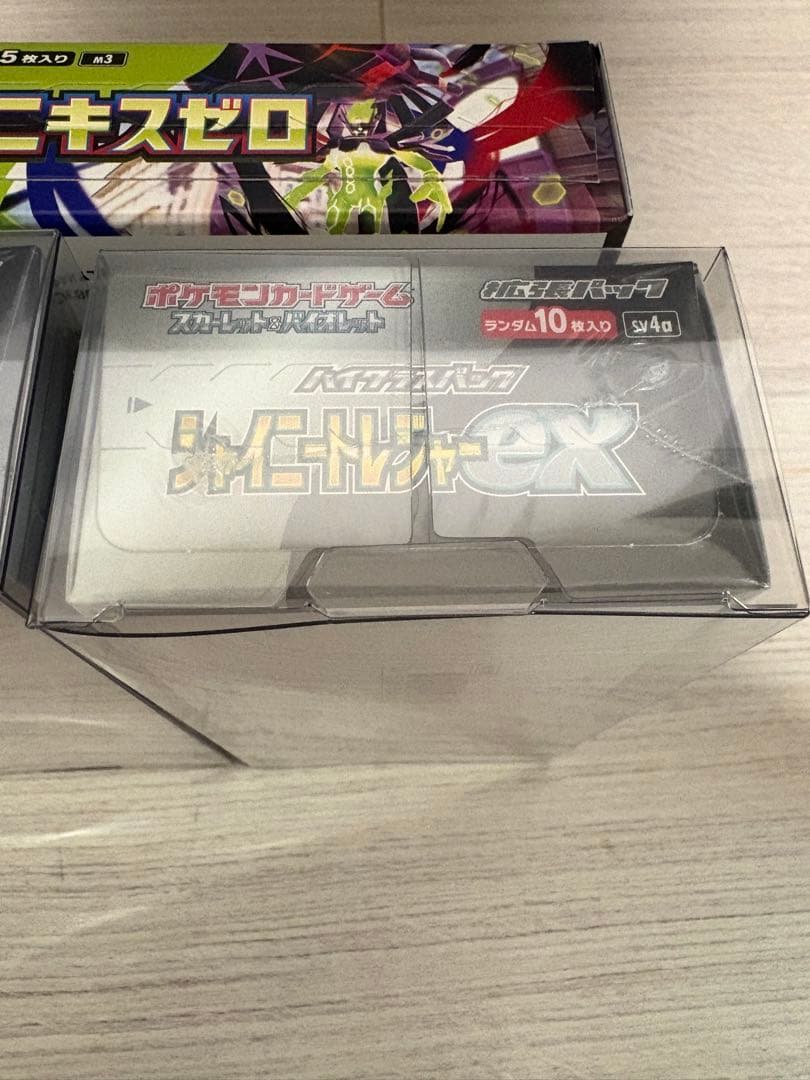 5枚入り M3
ニキスゼロ
ポケモンカードゲーム
スカーレット&バイオレット
拡張パック
ランダム10枚入り sv4a
ハイクラスパック
シャイニートレジャーex